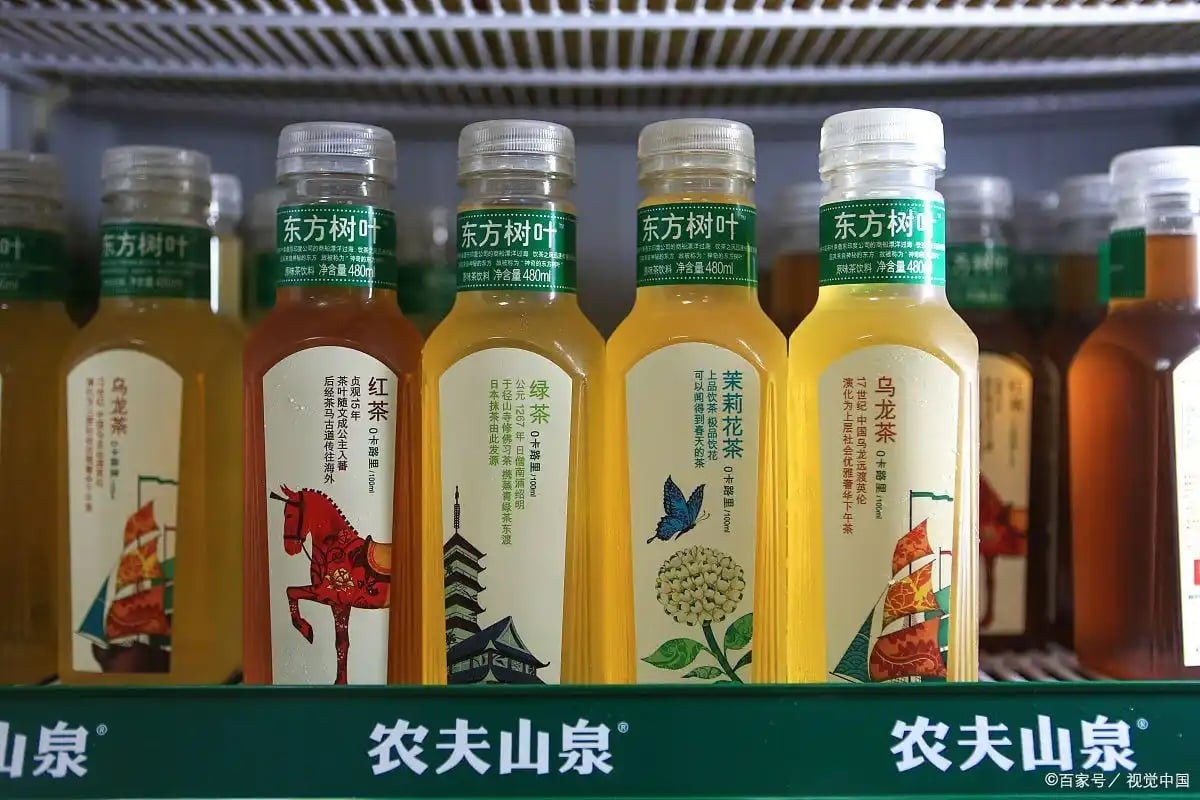 东方树叶
原味茶饮料 净含量480ml
红茶 0卡路里/100ml
贞观15年
茶叶随文成公主入蕃
后经茶马古道传往海外
东方树叶
原味茶饮料 净含量480ml
绿茶 0卡路里/100ml
公元1267年 日僧南浦绍明
于径山寺修佛习茶 携蒸青绿茶东渡
日本抹茶由此发源
东方树叶
原味茶饮料 净含量480ml
茉莉花茶 0卡路里/100ml
上品饮茶 极品饮花
可以闻得到春天的茶
东方树叶
原味茶饮料 净含量480ml
乌龙茶 0卡路里/100ml
17世纪 中国乌龙远渡英伦
演化为上层社会优雅奢华下午茶
东方树叶
乌龙茶
山泉®
农夫山泉®
农夫山泉®
©百家号/视觉中国